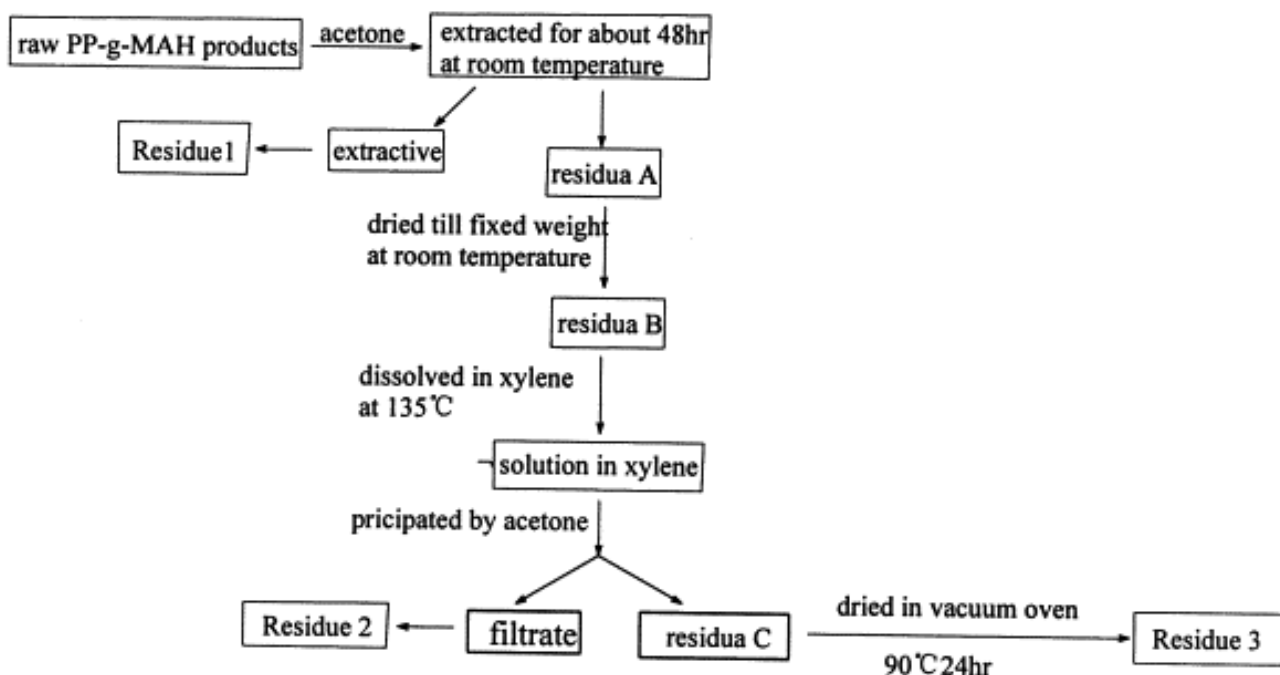 raw PP-g-MAH products
acetone
extracted for about 48hr
at room temperature
Residue1
extractive
residua A
dried till fixed weight
at room temperature
residua B
dissolved in xylene
at 135℃
solution in xylene
pricipated by acetone
Residue 2
filtrate
residua C
dried in vacuum oven
90℃24hr
Residue 3